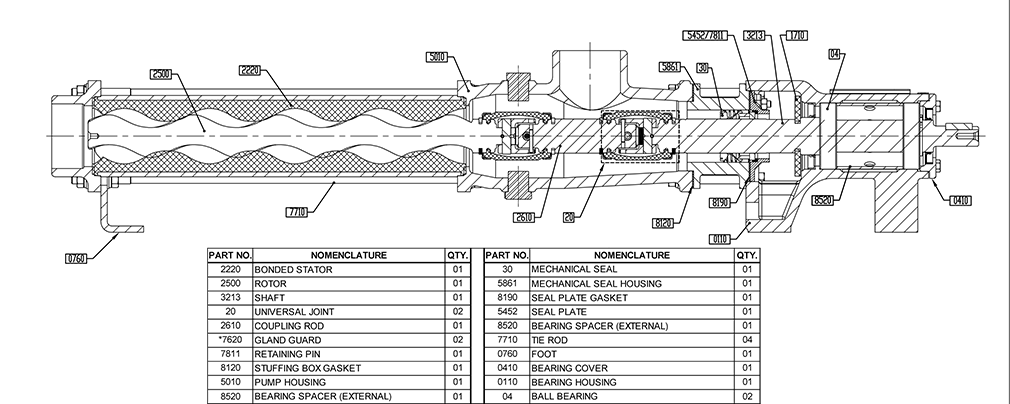 5452/7811 3213 1710
5010 04
2500 2220 5861 30
7710 2610 20 8120 8190 8520 0410
0110
0760
PART NO. NOMENCLATURE QTY. PART NO. NOMENCLATURE QTY.
2220 BONDED STATOR 01 30 MECHANICAL SEAL 01
2500 ROTOR 01 5861 MECHANICAL SEAL HOUSING 01
3213 SHAFT 01 8190 SEAL PLATE GASKET 01
20 UNIVERSAL JOINT 02 5452 SEAL PLATE 01
2610 COUPLING ROD 01 8520 BEARING SPACER (EXTERNAL) 01
*7620 GLAND GUARD 02 7710 TIE ROD 04
7811 RETAINING PIN 01 0760 FOOT 01
8120 STUFFING BOX GASKET 01 0410 BEARING COVER 01
5010 PUMP HOUSING 01 0110 BEARING HOUSING 01
8520 BEARING SPACER (EXTERNAL) 01 04 BALL BEARING 02